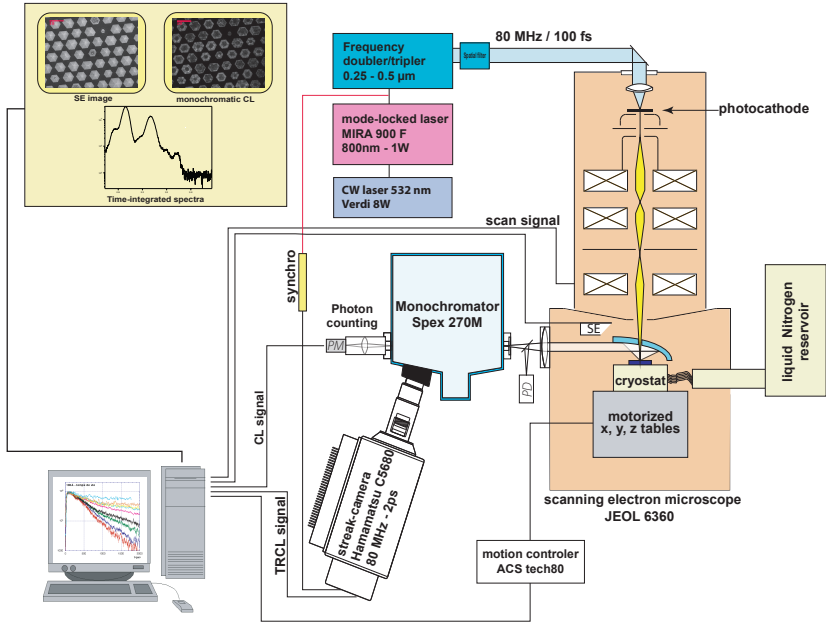 SE image
monochromatic CL
Time-integrated spectra
Frequency
doubler/tripler
0.25 - 0.5 µm
Spatial filter
80 MHz / 100 fs
mode-locked laser
MIRA 900 F
800nm - 1W
CW laser 532 nm
Verdi 8W
photocathode
scan signal
synchro
Photon
counting
PM
Monochromator
Spex 270M
SE
PD
cryostat
liquid Nitrogen
reservoir
motorized
x, y, z tables
scanning electron microscope
JEOL 6360
CL signal
TRCL signal
streak-camera
Hamamatsu C5680
80 MHz - 2ps
motion controler
ACS tech80